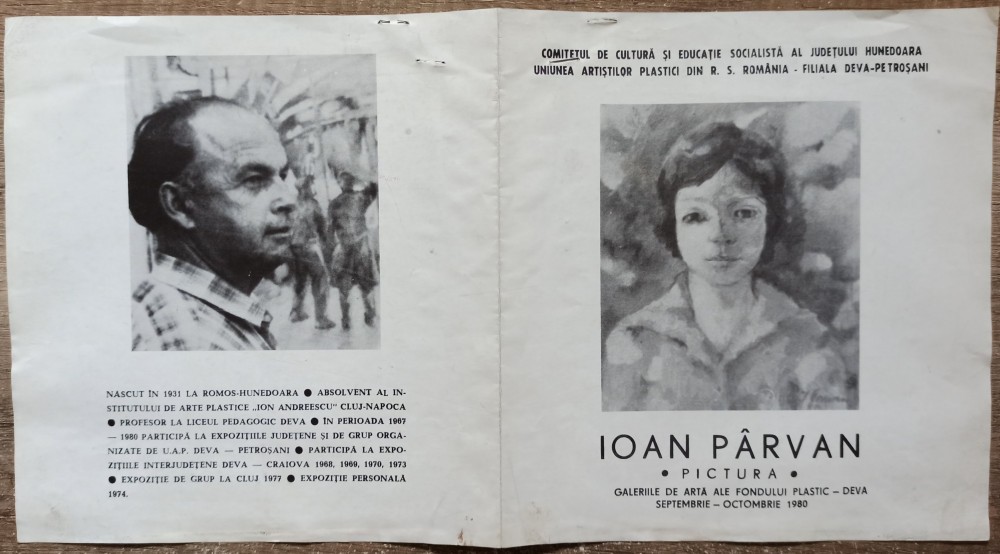 NASCUT ÎN 1931 LA ROMOS-HUNEDOARA ● ABSOLVENT AL IN-
STITUTULUI DE ARTE PLASTICE „ION ANDREESCU" CLUJ-NAPOCA
● PROFESOR LA LICEUL PEDAGOGIC DEVA ● ÎN PERIOADA 1967
— 1980 PARTICIPĂ LA EXPOZIȚIILE JUDEȚENE ȘI DE GRUP ORGA-
NIZATE DE U.A.P. DEVA — PETROȘANI ● PARTICIPĂ LA EXPO-
ZIȚIILE INTERJUDEȚENE DEVA — CRAIOVA 1968, 1969, 1970, 1973
● EXPOZIȚIE DE GRUP LA CLUJ 1977 ● EXPOZIȚIE PERSONALĂ
1974.
COMITETUL DE CULTURĂ ȘI EDUCAȚIE SOCIALISTĂ AL JUDEȚULUI HUNEDOARA
UNIUNEA ARTIȘTILOR PLASTICI DIN R. S. ROMÂNIA - FILIALA DEVA-PETROȘANI
IOAN PÂRVAN
● PICTURA ●
GALERIILE DE ARTĂ ALE FONDULUI PLASTIC – DEVA
SEPTEMBRIE – OCTOMBRIE 1980